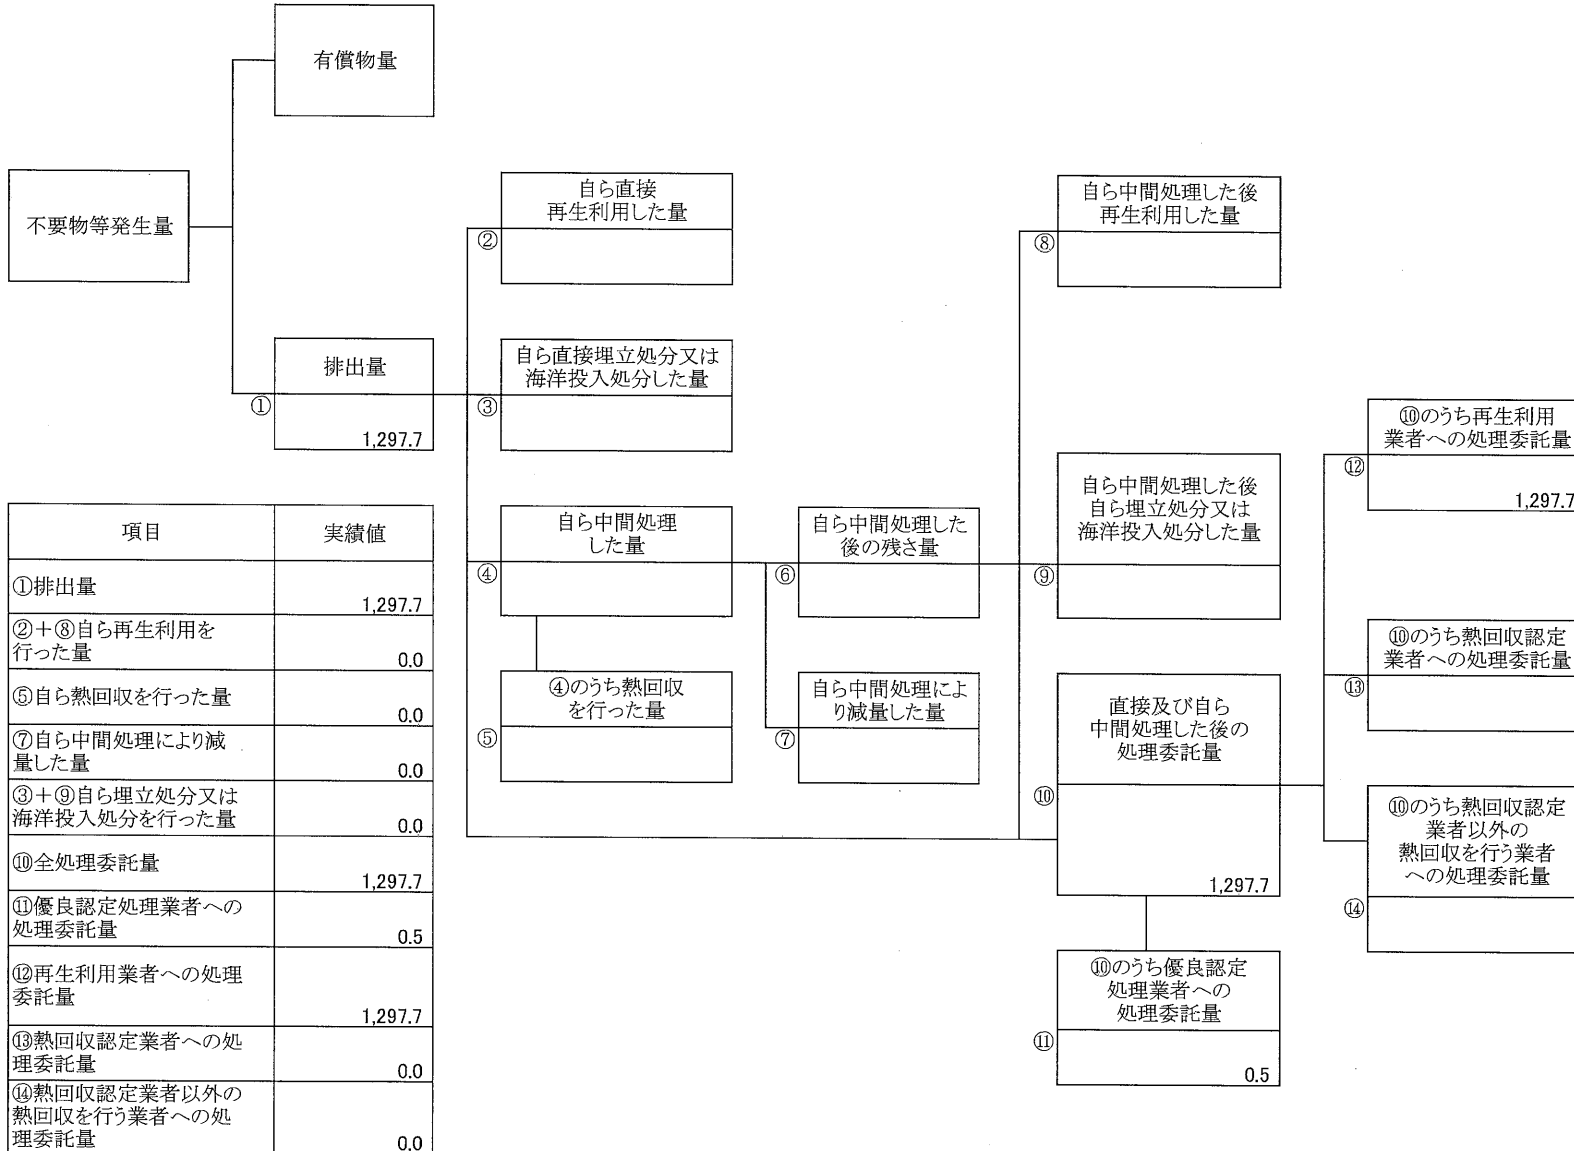 有償物量
不要物等発生量
排出量
①
1,297.7
自ら直接
再生利用した量
②
自ら直接埋立処分又は
海洋投入処分した量
③
自ら中間処理
した量
④
④のうち熱回収
を行った量
⑤
自ら中間処理した
後の残さ量
⑥
自ら中間処理によ
り減量した量
⑦
自ら中間処理した後
再生利用した量
⑧
自ら中間処理した後
自ら埋立処分又は
海洋投入処分した量
⑨
直接及び自ら
中間処理した後の
処理委託量
⑩
1,297.7
⑩のうち優良認定
処理業者への
処理委託量
⑪
0.5
⑩のうち再生利用
業者への処理委託量
⑫
1,297.7
⑩のうち熱回収認定
業者への処理委託量
⑬
⑩のうち熱回収認定
業者以外の
熱回収を行う業者
への処理委託量
⑭
項目 実績値
①排出量 1,297.7
②+⑧自ら再生利用を
行った量 0.0
⑤自ら熱回収を行った量 0.0
⑦自ら中間処理により減
量した量 0.0
③+⑨自ら埋立処分又は
海洋投入処分を行った量 0.0
⑩全処理委託量 1,297.7
⑪優良認定処理業者への
処理委託量 0.5
⑫再生利用業者への処理
委託量 1,297.7
⑬熱回収認定業者への処
理委託量 0.0
⑭熱回収認定業者以外の
熱回収を行う業者への処
理委託量 0.0